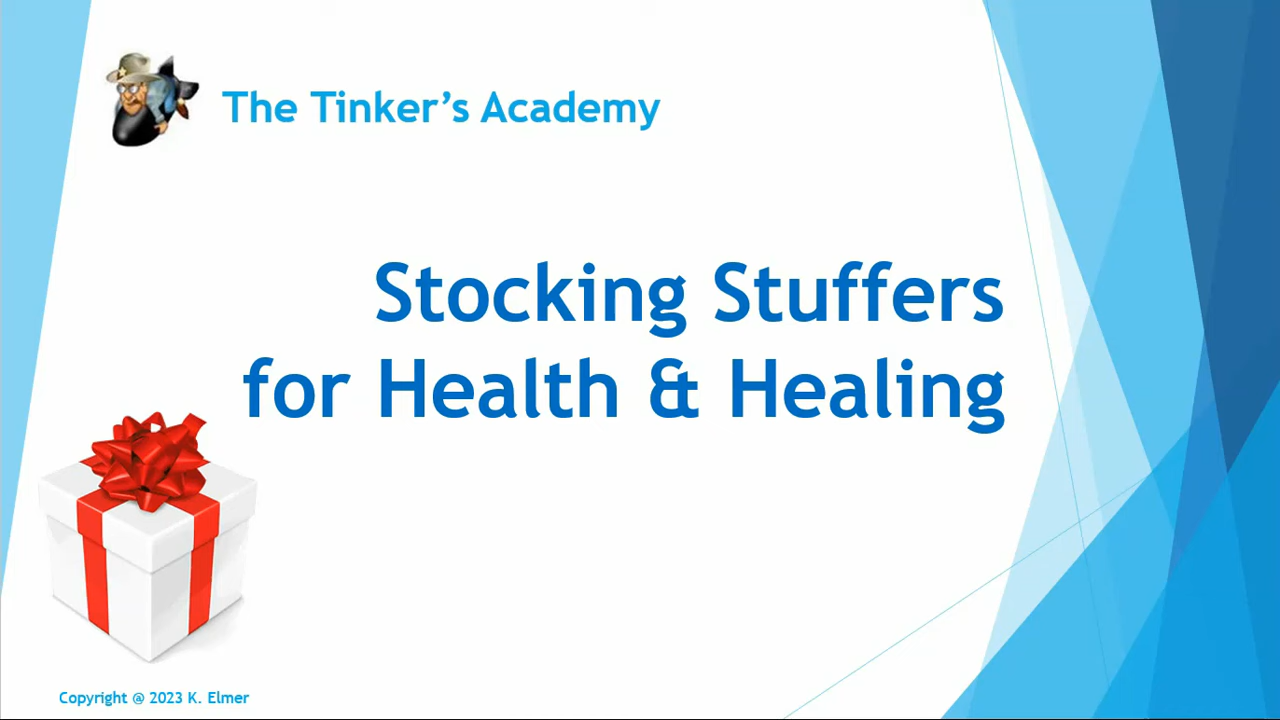 The Tinker’s Academy
Stocking Stuffers
for Health & Healing
Copyright @ 2023 K. Elmer